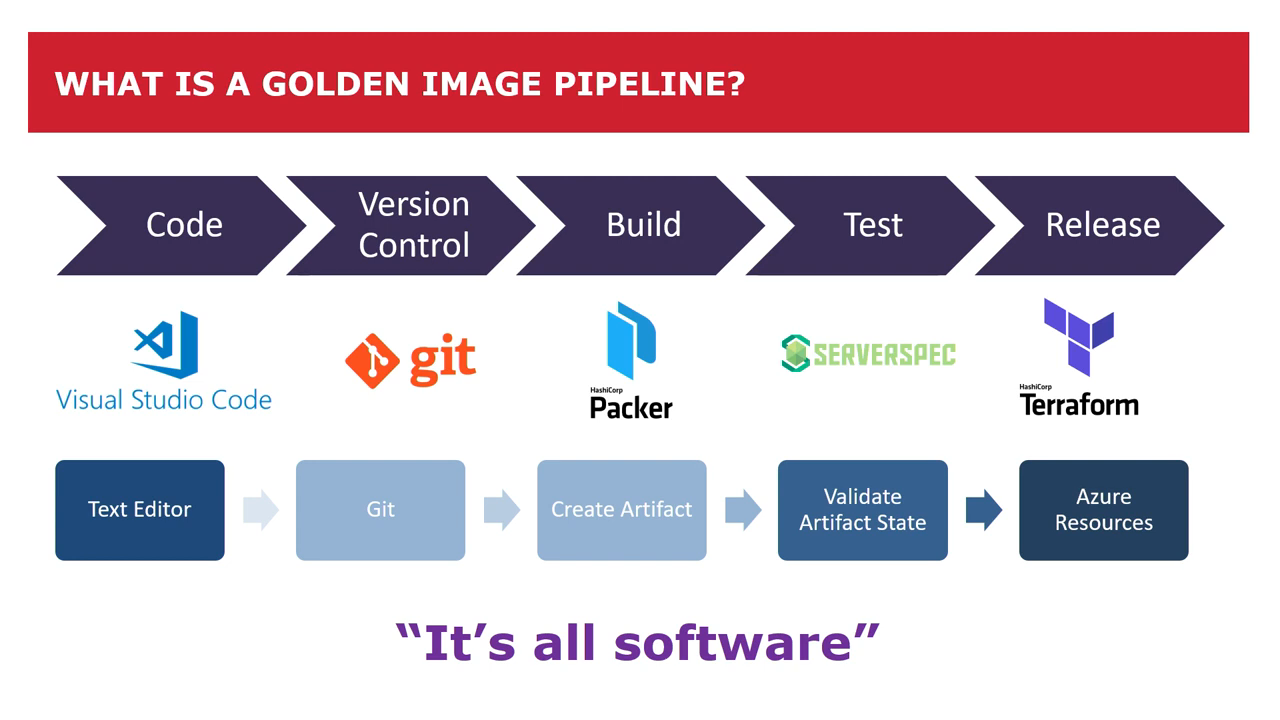 WHAT IS A GOLDEN IMAGE PIPELINE?
Code
Version
Control
Build
Test
Release
Visual Studio Code
git
HashiCorp
Packer
SERVERSPEC
HashiCorp
Terraform
Text Editor
Git
Create Artifact
Validate
Artifact State
Azure
Resources
“It’s all software”